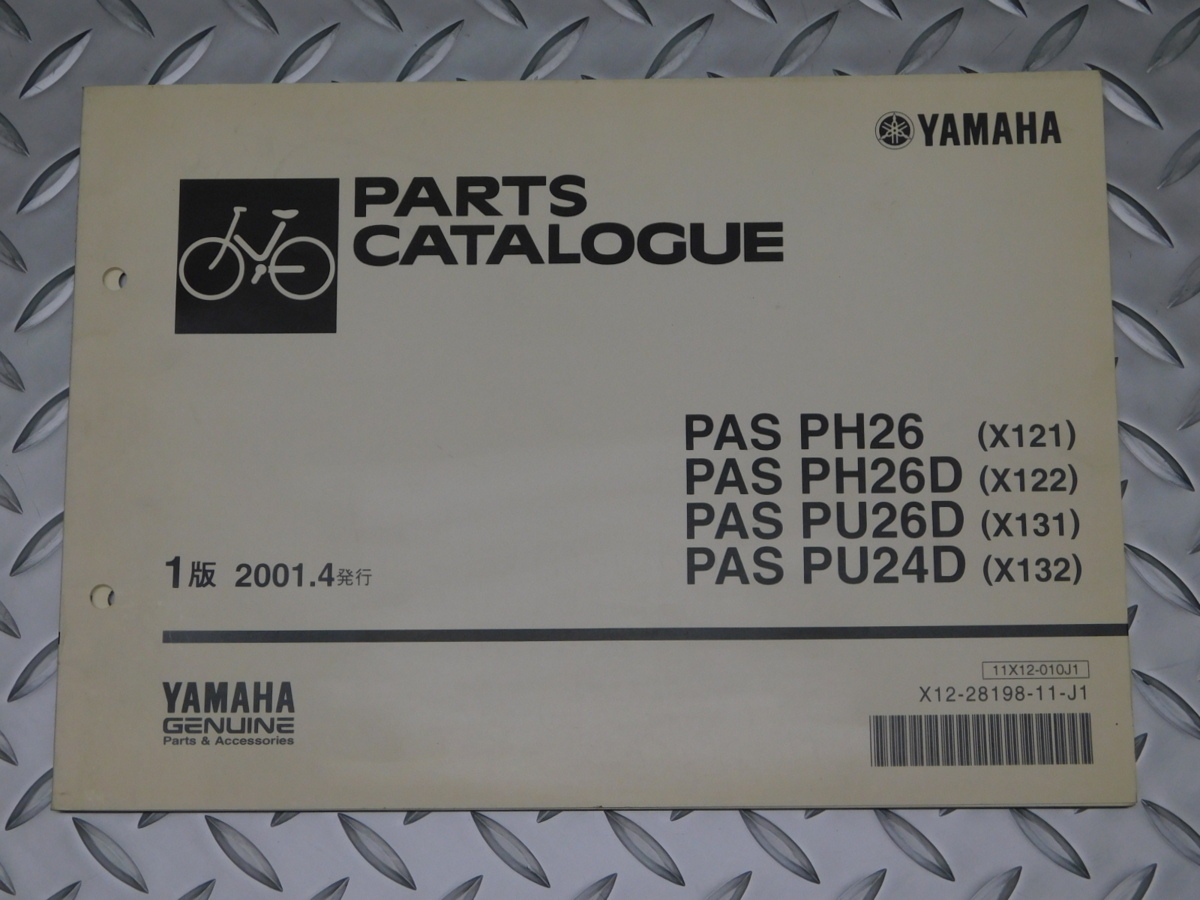 YAMAHA
PARTS
CATALOGUE
PAS PH26 (X121)
PAS PH26D (X122)
PAS PU26D (X131)
PAS PU24D (X132)
1版 2001.4発行
YAMAHA
GENUINE
Parts & Accessories
11X12-010J1
X12-28198-11-J1